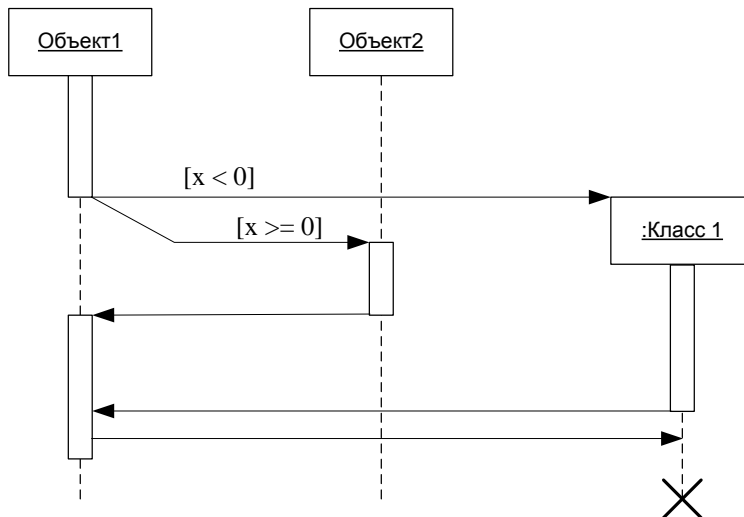 Объект1
Объект2
[x < 0]
[x >= 0]
:Класс 1